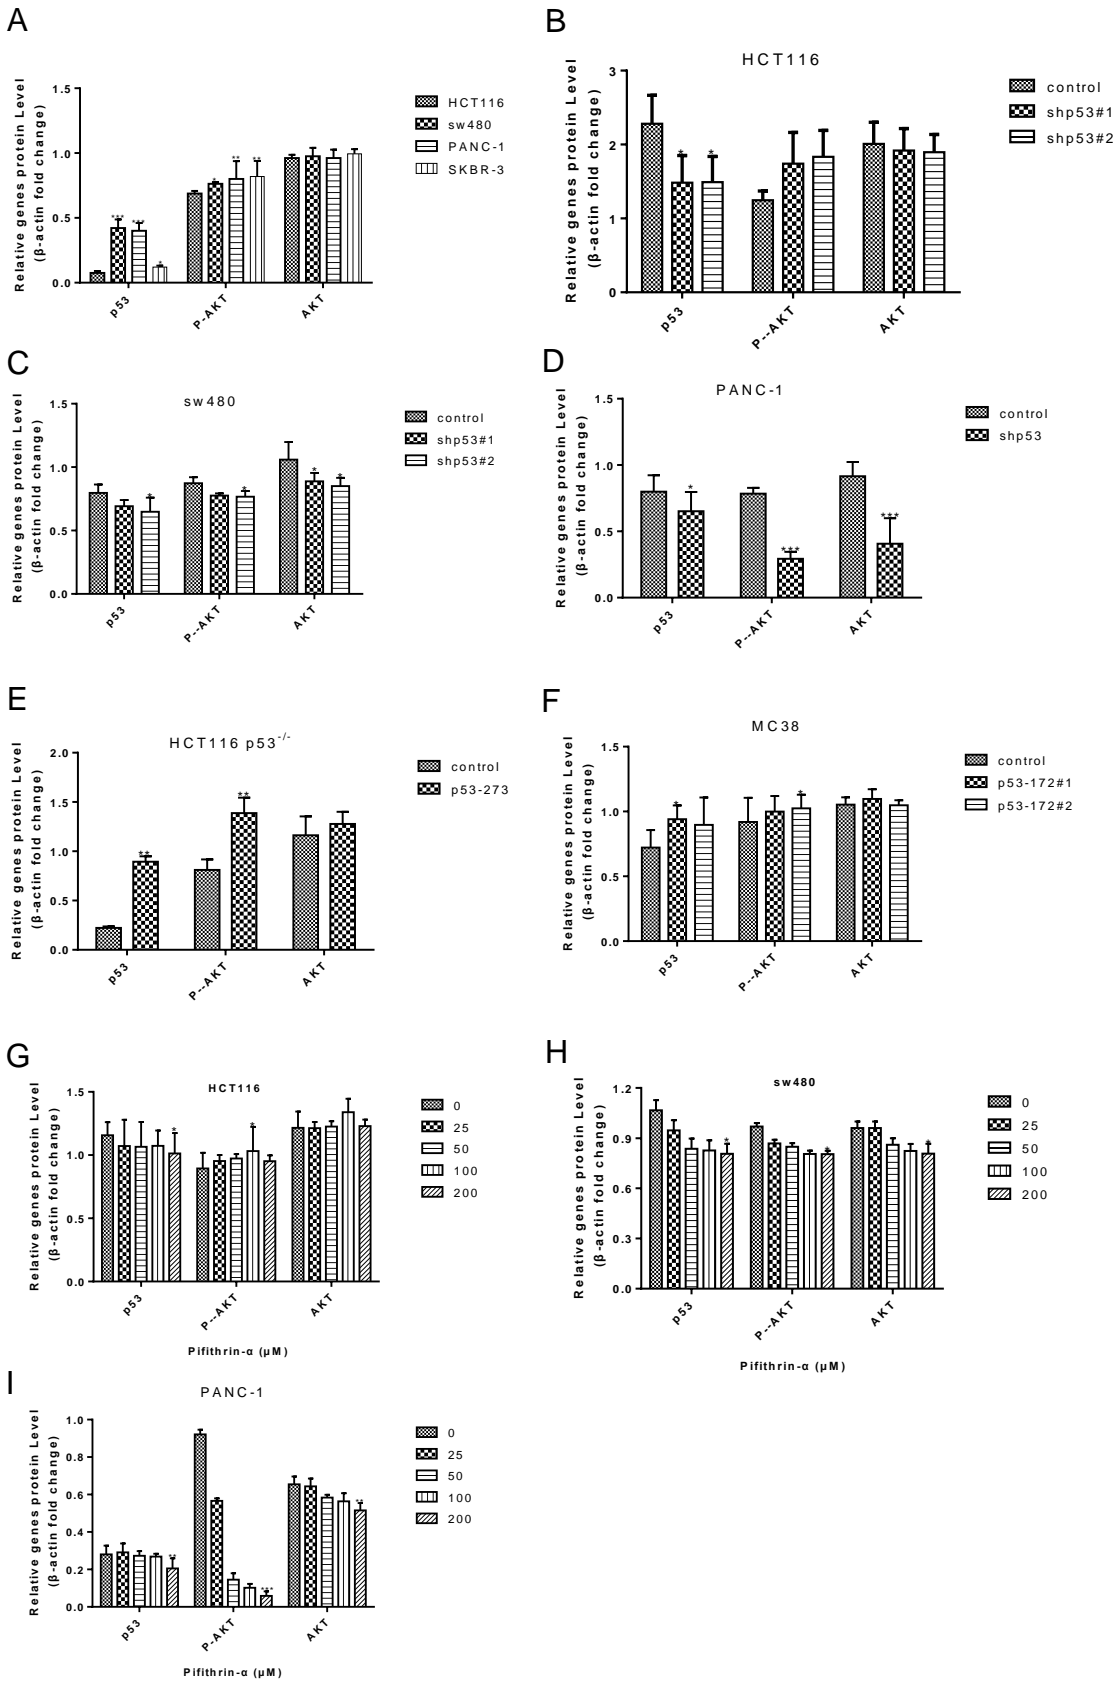 A
Relative genes protein Level
(β-actin fold change)
1.5
1.0
0.5
0.0
***
***
*
*
**
**
p53
P-AKT
AKT
HCT116
sw480
PANC-1
SKBR-3
B
HCT116
Relative genes protein Level
(β-actin fold change)
3
2
1
0
*
*
p53
P--AKT
AKT
control
shp53#1
shp53#2
C
sw480
Relative genes protein Level
(β-actin fold change)
1.5
1.0
0.5
0.0
*
*
*
*
p53
P--AKT
AKT
control
shp53#1
shp53#2
D
PANC-1
Relative genes protein Level
(β-actin fold change)
1.5
1.0
0.5
0.0
*
***
***
p53
P--AKT
AKT
control
shp53
E
HCT116 p53-/-
Relative genes protein Level
(β-actin fold change)
2.0
1.5
1.0
0.5
0.0
**
**
p53
P--AKT
AKT
control
p53-273
F
MC38
Relative genes protein Level
(β-actin fold change)
1.5
1.0
0.5
0.0
*
*
p53
P--AKT
AKT
control
p53-172#1
p53-172#2
G
HCT116
Relative genes protein Level
(β-actin fold change)
1.5
1.0
0.5
0.0
*
*
p53
P--AKT
AKT
Pifithrin-α (μM)
0
25
50
100
200
H
sw480
Relative genes protein Level
(β-actin fold change)
1.2
0.9
0.6
0.3
0.0
*
*
*
p53
P--AKT
AKT
Pifithrin-α (μM)
0
25
50
100
200
I
PANC-1
Relative genes protein Level
(β-actin fold change)
1.0
0.8
0.6
0.4
0.2
0.0
**
***
**
p53
P-AKT
AKT
Pifithrin-α (μM)
0
25
50
100
200